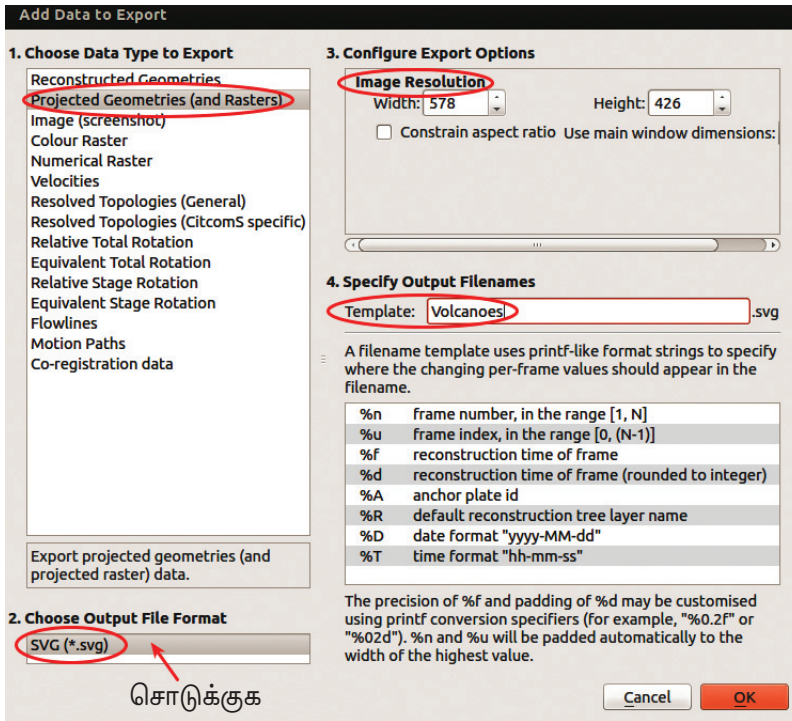 Add Data to Export
1. Choose Data Type to Export
Reconstructed Geometries
Projected Geometries (and Rasters)
Image (screenshot)
Colour Raster
Numerical Raster
Velocities
Resolved Topologies (General)
Resolved Topologies (CitcomS specific)
Relative Total Rotation
Equivalent Total Rotation
Relative Stage Rotation
Equivalent Stage Rotation
Flowlines
Motion Paths
Co-registration data
Export projected geometries (and
projected raster) data.
2. Choose Output File Format
SVG (*.svg)
சொடுக்குக
3. Configure Export Options
Image Resolution
Width: 578 Height: 426
Constrain aspect ratio Use main window dimensions:
4. Specify Output Filenames
Template: Volcanoes .svg
A filename template uses printf-like format strings to specify
where the changing per-frame values should appear in the
filename.
%n frame number, in the range [1, N]
%u frame index, in the range [0, (N-1)]
%f reconstruction time of frame
%d reconstruction time of frame (rounded to integer)
%A anchor plate id
%R default reconstruction tree layer name
%D date format "yyyy-MM-dd"
%T time format "hh-mm-ss"
The precision of %f and padding of %d may be customised
using printf conversion specifiers (for example, "%0.2f" or
"%02d"). %n and %u will be padded automatically to the
width of the highest value.
Cancel OK